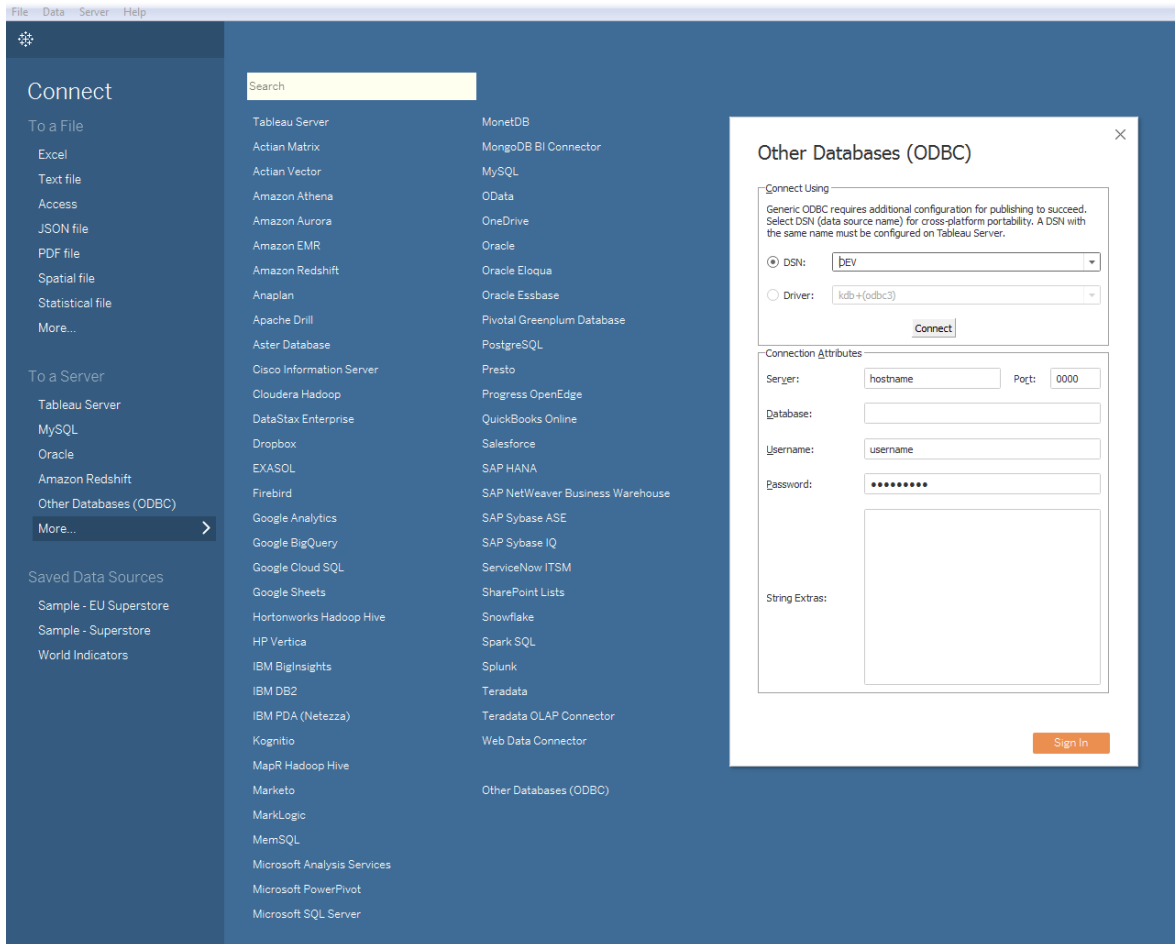 File Data Server Help
Connect
To a File
Excel
Text file
Access
JSON file
PDF file
Spatial file
Statistical file
More...
To a Server
Tableau Server
MySQL
Oracle
Amazon Redshift
Other Databases (ODBC)
More...
Saved Data Sources
Sample - EU Superstore
Sample - Superstore
World Indicators
Search
Tableau Server
Actian Matrix
Actian Vector
Amazon Athena
Amazon Aurora
Amazon EMR
Amazon Redshift
Anaplan
Apache Drill
Aster Database
Cisco Information Server
Cloudera Hadoop
DataStax Enterprise
Dropbox
EXASOL
Firebird
Google Analytics
Google BigQuery
Google Cloud SQL
Google Sheets
Hortonworks Hadoop Hive
HP Vertica
IBM BigInsights
IBM DB2
IBM PDA (Netezza)
Kognitio
MapR Hadoop Hive
Marketo
MarkLogic
MemSQL
Microsoft Analysis Services
Microsoft PowerPivot
Microsoft SQL Server
MonetDB
MongoDB BI Connector
MySQL
OData
OneDrive
Oracle
Oracle Eloqua
Oracle Essbase
Pivotal Greenplum Database
PostgreSQL
Presto
Progress OpenEdge
QuickBooks Online
Salesforce
SAP HANA
SAP NetWeaver Business Warehouse
SAP Sybase ASE
SAP Sybase IQ
ServiceNow ITSM
SharePoint Lists
Snowflake
Spark SQL
Splunk
Teradata
Teradata OLAP Connector
Web Data Connector
Other Databases (ODBC)
Other Databases (ODBC)
Connect Using
Generic ODBC requires additional configuration for publishing to succeed.
Select DSN (data source name) for cross-platform portability. A DSN with
the same name must be configured on Tableau Server.
DSN: DEV
Driver: kdb+(odbc3)
Connect
Connection Attributes
Server: hostname Port: 0000
Database:
Username: username
Password: •••••••••
String Extras:
Sign In